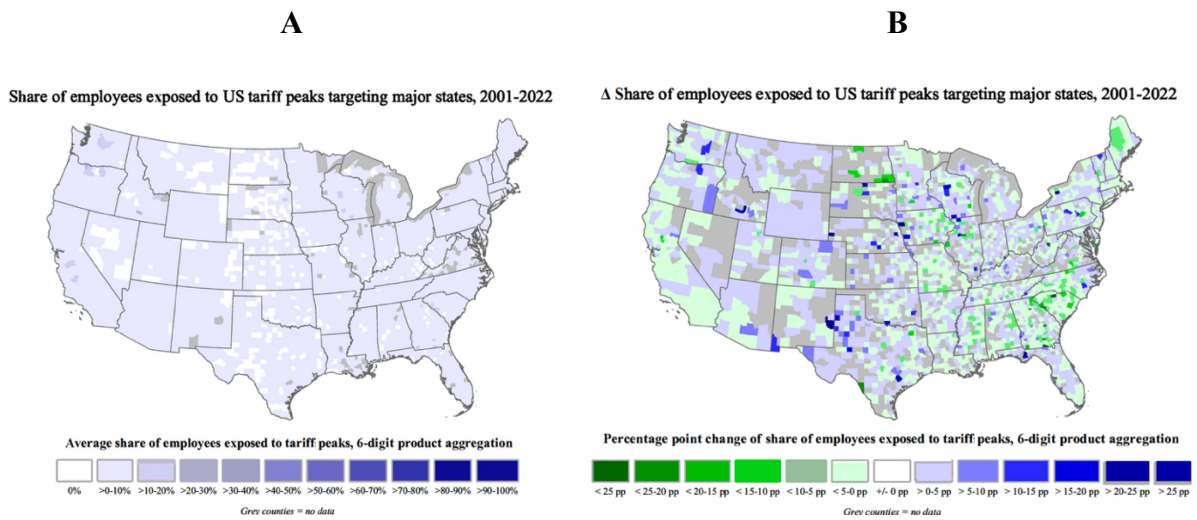 A
B
Share of employees exposed to US tariff peaks targeting major states, 2001-2022
Δ Share of employees exposed to US tariff peaks targeting major states, 2001-2022
Average share of employees exposed to tariff peaks, 6-digit product aggregation
0% >0-10% >10-20% >20-30% >30-40% >40-50% >50-60% >60-70% >70-80% >80-90% >90-100%
Grey counties = no data
Percentage point change of share of employees exposed to tariff peaks, 6-digit product aggregation
< 25 pp < 25-20 pp < 20-15 pp < 15-10 pp < 10-5 pp < 5-0 pp +/- 0 pp > 0-5 pp > 5-10 pp > 10-15 pp > 15-20 pp > 20-25 pp > 25 pp
Grey counties = no data